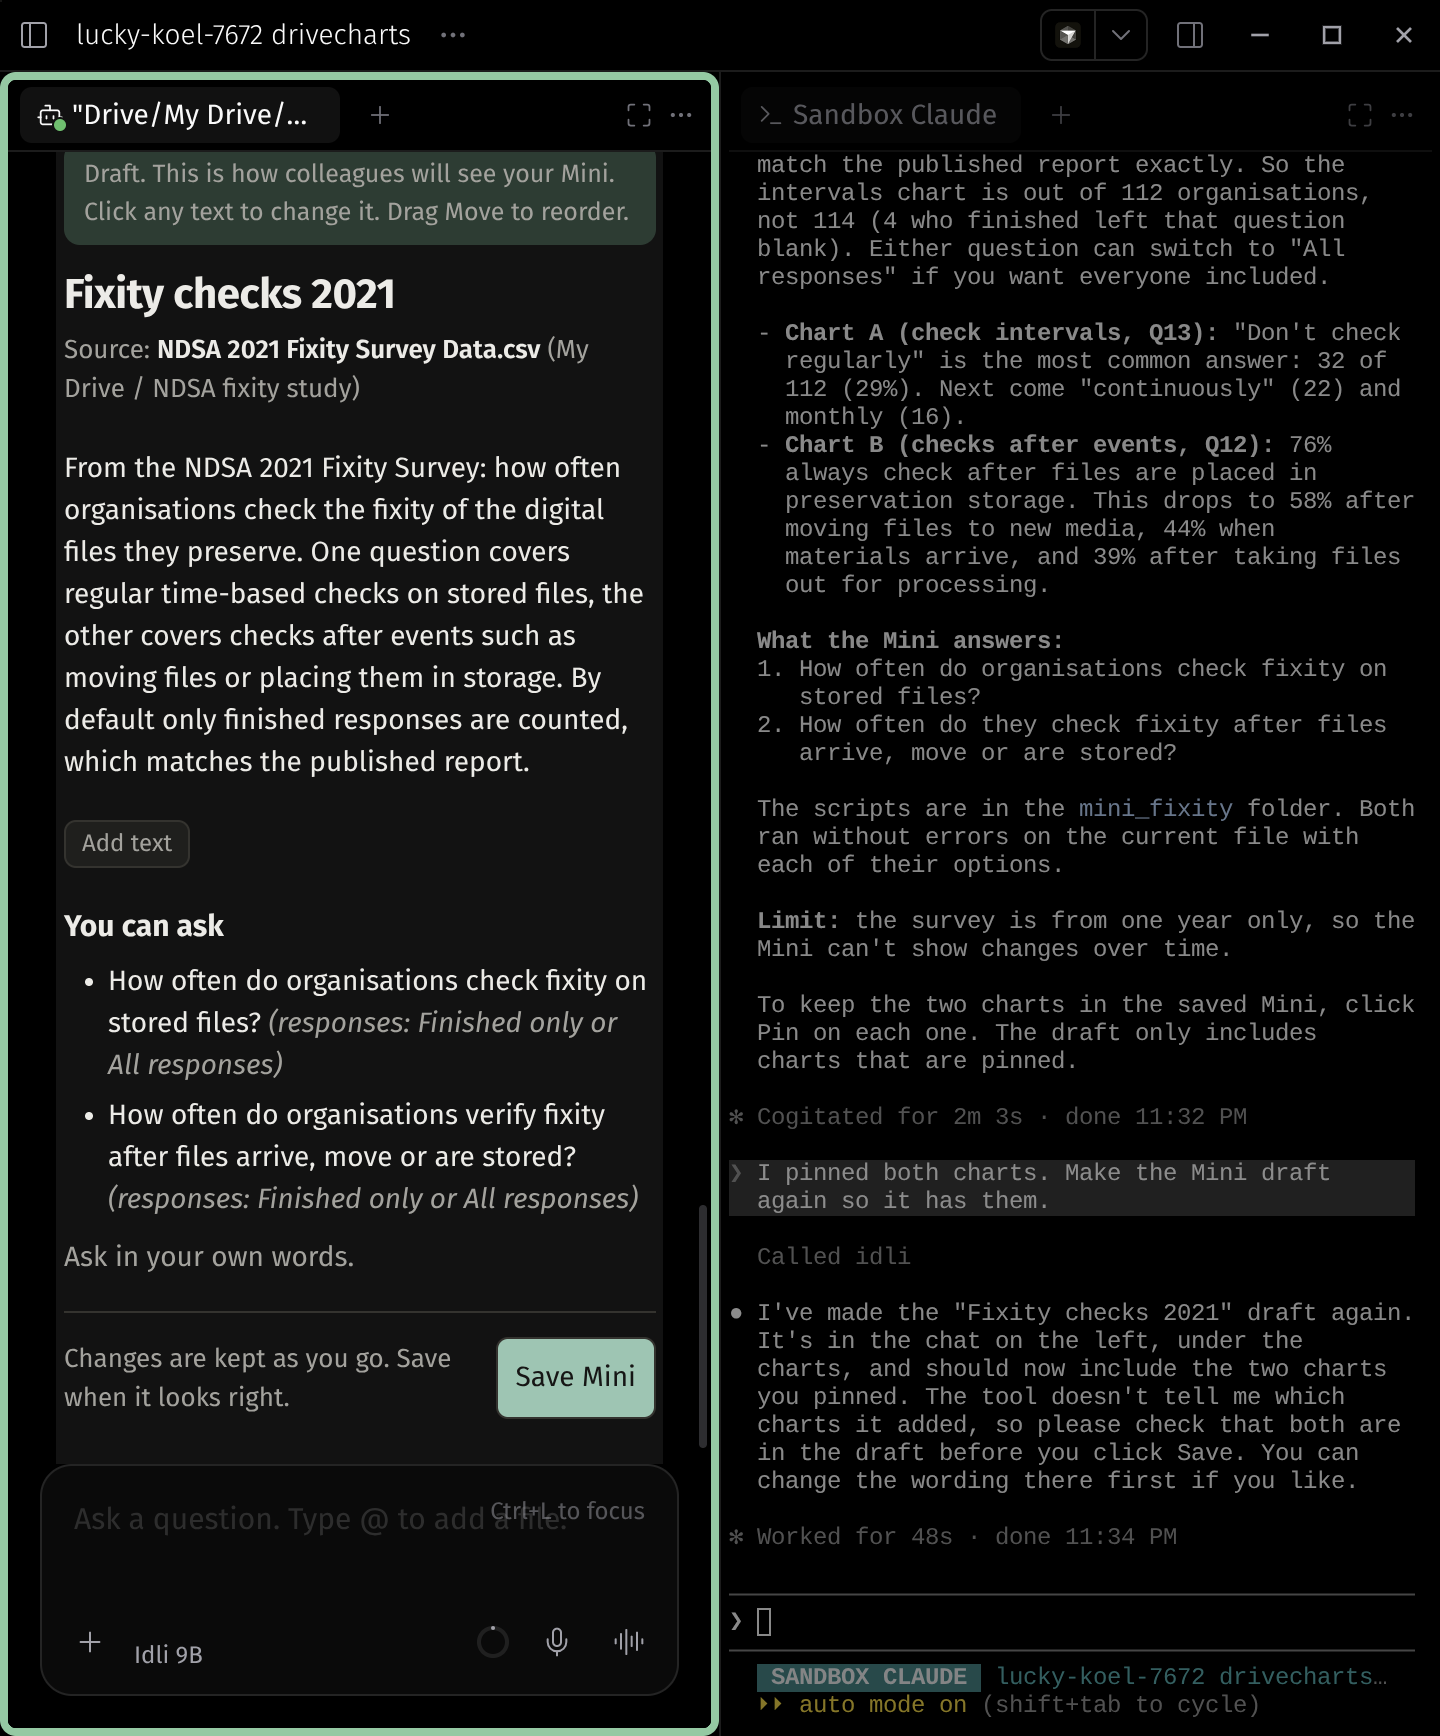 lucky-koel-7672 drivecharts
"Drive/My Drive/...
Draft. This is how colleagues will see your Mini.
Click any text to change it. Drag Move to reorder.
Fixity checks 2021
Source: NDSA 2021 Fixity Survey Data.csv (My
Drive / NDSA fixity study)
From the NDSA 2021 Fixity Survey: how often
organisations check the fixity of the digital
files they preserve. One question covers
regular time-based checks on stored files, the
other covers checks after events such as
moving files or placing them in storage. By
default only finished responses are counted,
which matches the published report.
Add text
You can ask
• How often do organisations check fixity on
stored files? (responses: Finished only or
All responses)
• How often do organisations verify fixity
after files arrive, move or are stored?
(responses: Finished only or All responses)
Ask in your own words.
Changes are kept as you go. Save
when it looks right.
Save Mini
Ask a question. Type @ to add a file.
Ctrl+L to focus
Idli 9B
Sandbox Claude
match the published report exactly. So the
intervals chart is out of 112 organisations,
not 114 (4 who finished left that question
blank). Either question can switch to "All
responses" if you want everyone included.
- Chart A (check intervals, Q13): "Don't check
regularly" is the most common answer: 32 of
112 (29%). Next come "continuously" (22) and
monthly (16).
- Chart B (checks after events, Q12): 76%
always check after files are placed in
preservation storage. This drops to 58% after
moving files to new media, 44% when
materials arrive, and 39% after taking files
out for processing.
What the Mini answers:
1. How often do organisations check fixity on
stored files?
2. How often do they check fixity after files
arrive, move or are stored?
The scripts are in the mini_fixity folder. Both
ran without errors on the current file with
each of their options.
Limit: the survey is from one year only, so the
Mini can't show changes over time.
To keep the two charts in the saved Mini, click
Pin on each one. The draft only includes
charts that are pinned.
✻ Cogitated for 2m 3s · done 11:32 PM
❯ I pinned both charts. Make the Mini draft
again so it has them.
Called idli
● I've made the "Fixity checks 2021" draft again.
It's in the chat on the left, under the
charts, and should now include the two charts
you pinned. The tool doesn't tell me which
charts it added, so please check that both are
in the draft before you click Save. You can
change the wording there first if you like.
✻ Worked for 48s · done 11:34 PM
❯
SANDBOX CLAUDE lucky-koel-7672 drivecharts…
⏵⏵ auto mode on (shift+tab to cycle)